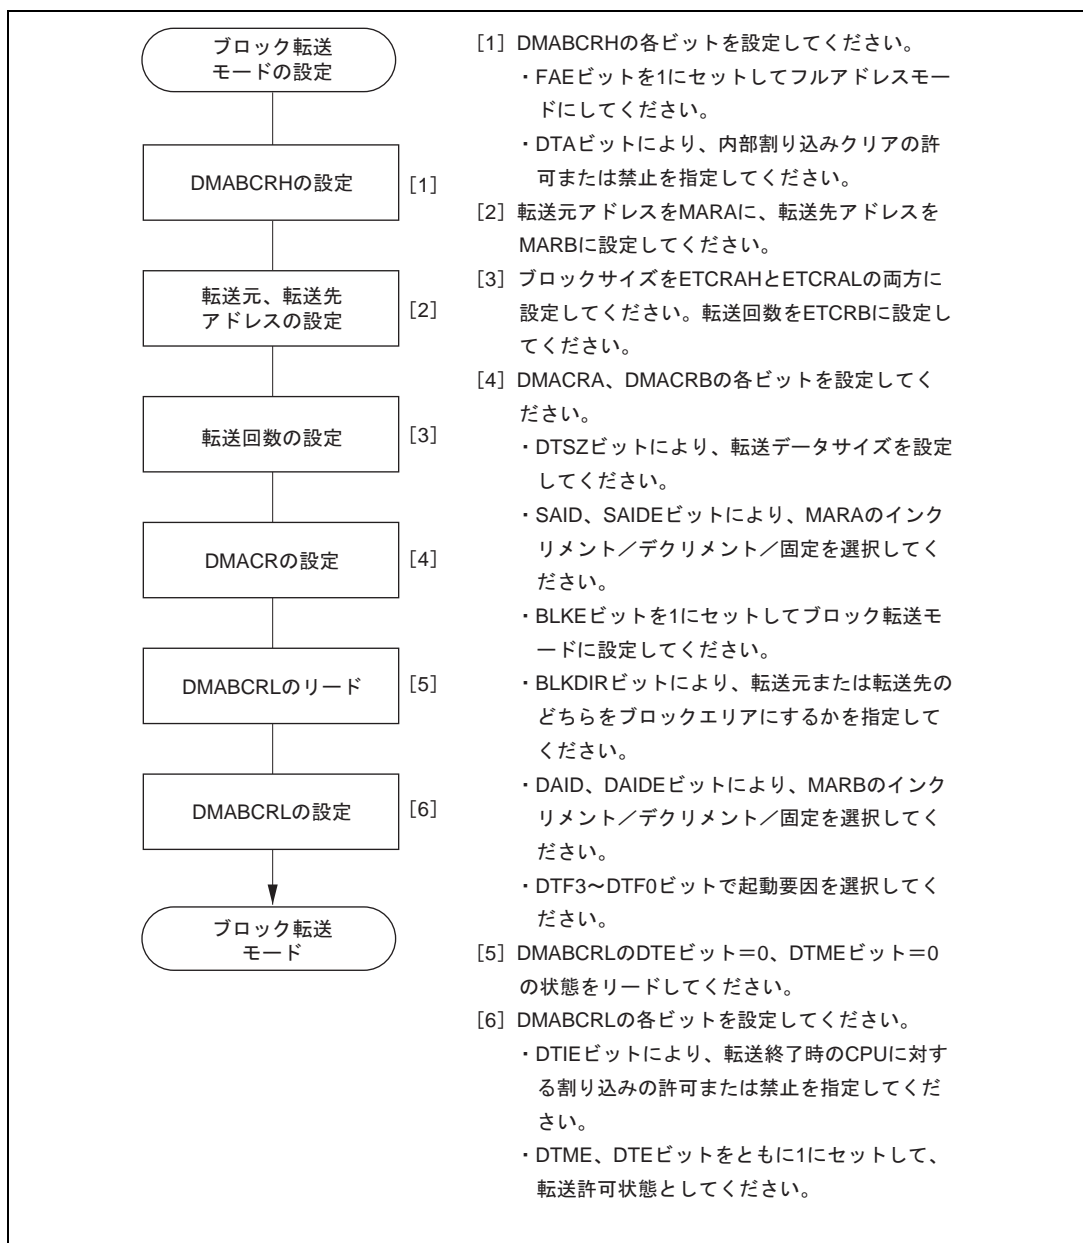 ブロック転送
モードの設定
DMABCRHの設定
[1]
転送元、転送先
アドレスの設定
[2]
転送回数の設定
[3]
DMACRの設定
[4]
DMABCRLのリード
[5]
DMABCRLの設定
[6]
ブロック転送
モード
[1] DMABCRHの各ビットを設定してください。
・FAEビットを1にセットしてフルアドレスモー
ドにしてください。
・DTAビットにより、内部割り込みクリアの許
可または禁止を指定してください。
[2] 転送元アドレスをMARAに、転送先アドレスを
MARBに設定してください。
[3] ブロックサイズをETCRAHとETCRALの両方に
設定してください。転送回数をETCRBに設定し
てください。
[4] DMACRA、DMACRBの各ビットを設定してく
ださい。
・DTSZビットにより、転送データサイズを設定
してください。
・SAID、SAIDEビットにより、MARAのインク
リメント／デクリメント／固定を選択してく
ださい。
・BLKEビットを1にセットしてブロック転送モ
ードに設定してください。
・BLKDIRビットにより、転送元または転送先の
どちらをブロックエリアにするかを指定して
ください。
・DAID、DAIDEビットにより、MARBのインク
リメント／デクリメント／固定を選択してく
ださい。
・DTF3～DTF0ビットで起動要因を選択してく
ださい。
[5] DMABCRLのDTEビット＝0、DTMEビット＝0
の状態をリードしてください。
[6] DMABCRLの各ビットを設定してください。
・DTIEビットにより、転送終了時のCPUに対す
る割り込みの許可または禁止を指定してくだ
さい。
・DTME、DTEビットをともに1にセットして、
転送許可状態としてください。